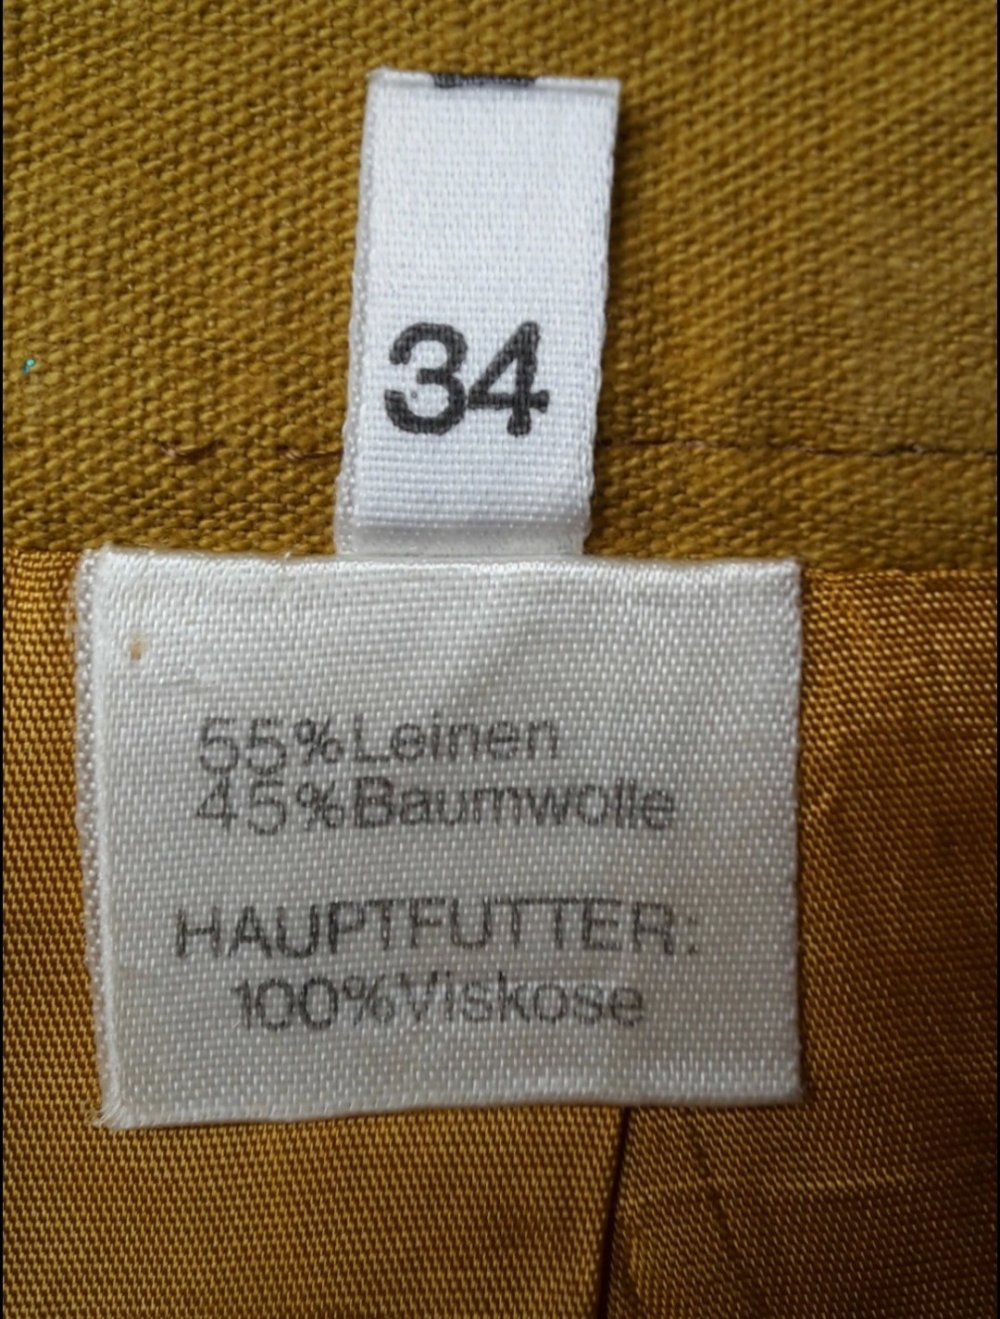 34
55%Leinen
45%Baumwolle
HAUPTFUTTER:
100%Viskose